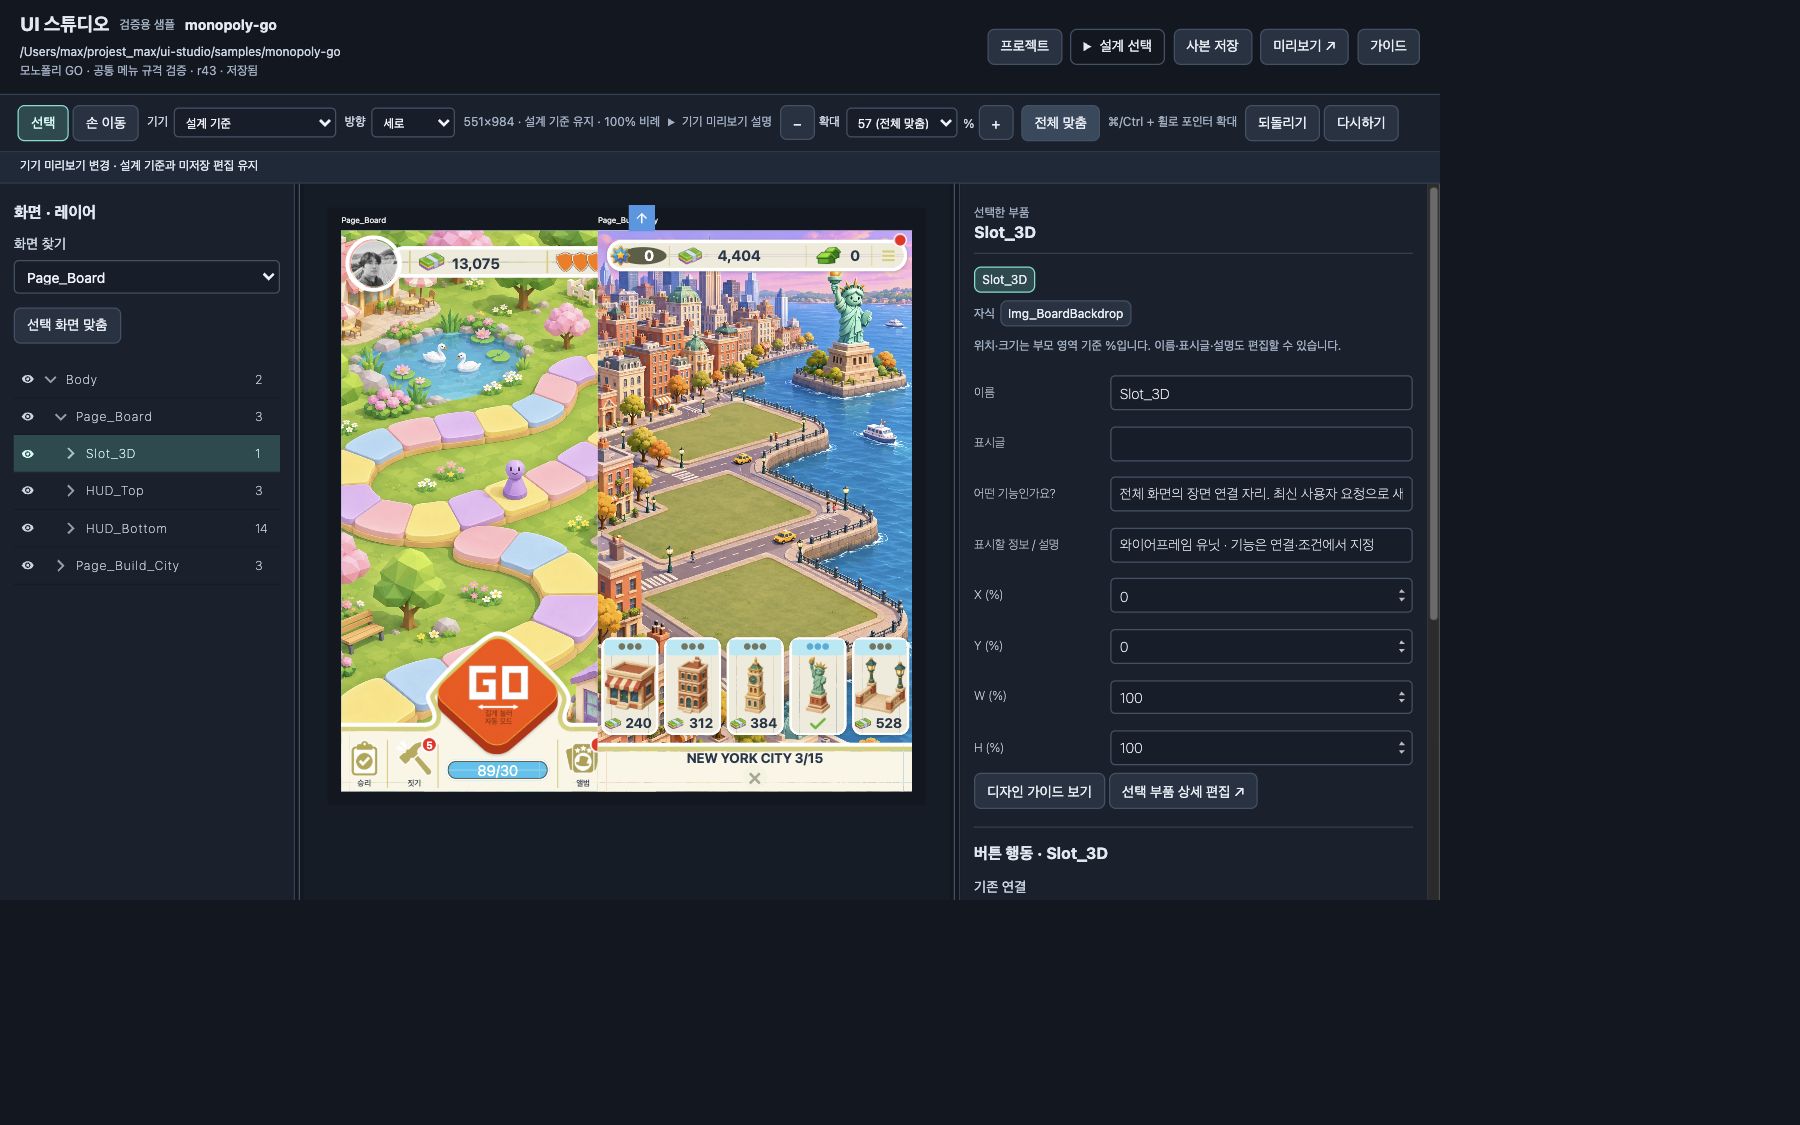 UI 스튜디오 검증용 샘플 monopoly-go
/Users/max/projest_max/ui-studio/samples/monopoly-go
모노폴리 GO · 공통 메뉴 규격 검증 · r43 · 저장됨
프로젝트 ▶ 설계 선택 사본 저장 미리보기 ↗ 가이드
선택 손 이동 기기 설계 기준 방향 세로 551×984 · 설계 기준 유지 · 100% 비례 ▶ 기기 미리보기 설명 − 확대 57 (전체 맞춤) % + 전체 맞춤 ⌘/Ctrl + 휠로 포인터 확대 되돌리기 다시하기
기기 미리보기 변경 · 설계 기준과 미저장 편집 유지
화면 · 레이어
화면 찾기
Page_Board
선택 화면 맞춤
Body 2
Page_Board 3
Slot_3D 1
HUD_Top 3
HUD_Bottom 14
Page_Build_City 3
Page_Board
13,075
GO
길게 눌러
자동 모드
5
승리
짓기
89/30
앨범
0 4,404 0
240 312 384 528
NEW YORK CITY 3/15
선택한 부품
Slot_3D
Slot_3D
자식 Img_BoardBackdrop
위치·크기는 부모 영역 기준 %입니다. 이름·표시글·설명도 편집할 수 있습니다.
이름 Slot_3D
표시글
어떤 기능인가요? 전체 화면의 장면 연결 자리. 최신 사용자 요청으로 새
표시할 정보 / 설명 와이어프레임 유닛 · 기능은 연결·조건에서 지정
X (%) 0
Y (%) 0
W (%) 100
H (%) 100
디자인 가이드 보기 선택 부품 상세 편집 ↗
버튼 행동 · Slot_3D
기존 연결